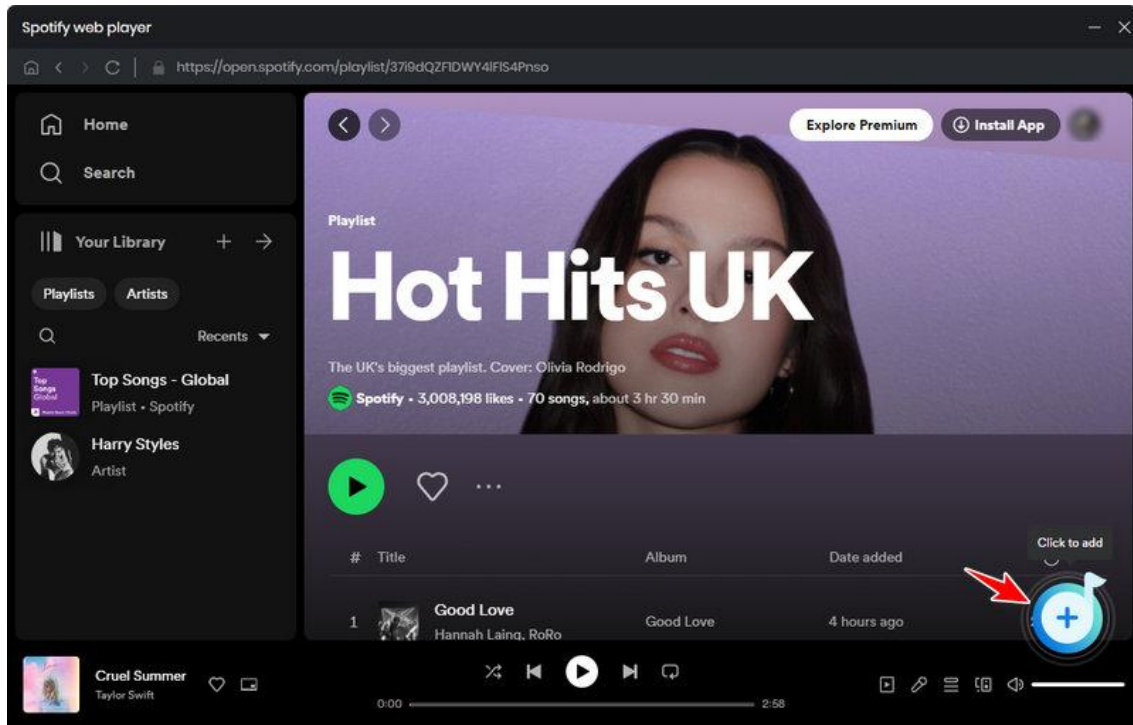 Spotify web player
https://open.spotify.com/playlist/37i9dQZF1DWY4lFlS4Pnso
Home
Search
Explore Premium
Install App
Your Library
Playlists Artists
Recents
Top Songs - Global
Playlist • Spotify
Harry Styles
Artist
Playlist
Hot Hits UK
The UK's biggest playlist. Cover: Olivia Rodrigo
Spotify • 3,008,198 likes • 70 songs, about 3 hr 30 min
Click to add
# Title Album Date added
1 Good Love Good Love 4 hours ago
Hannah Laing, RoRo
Cruel Summer
Taylor Swift
0:00 2:58